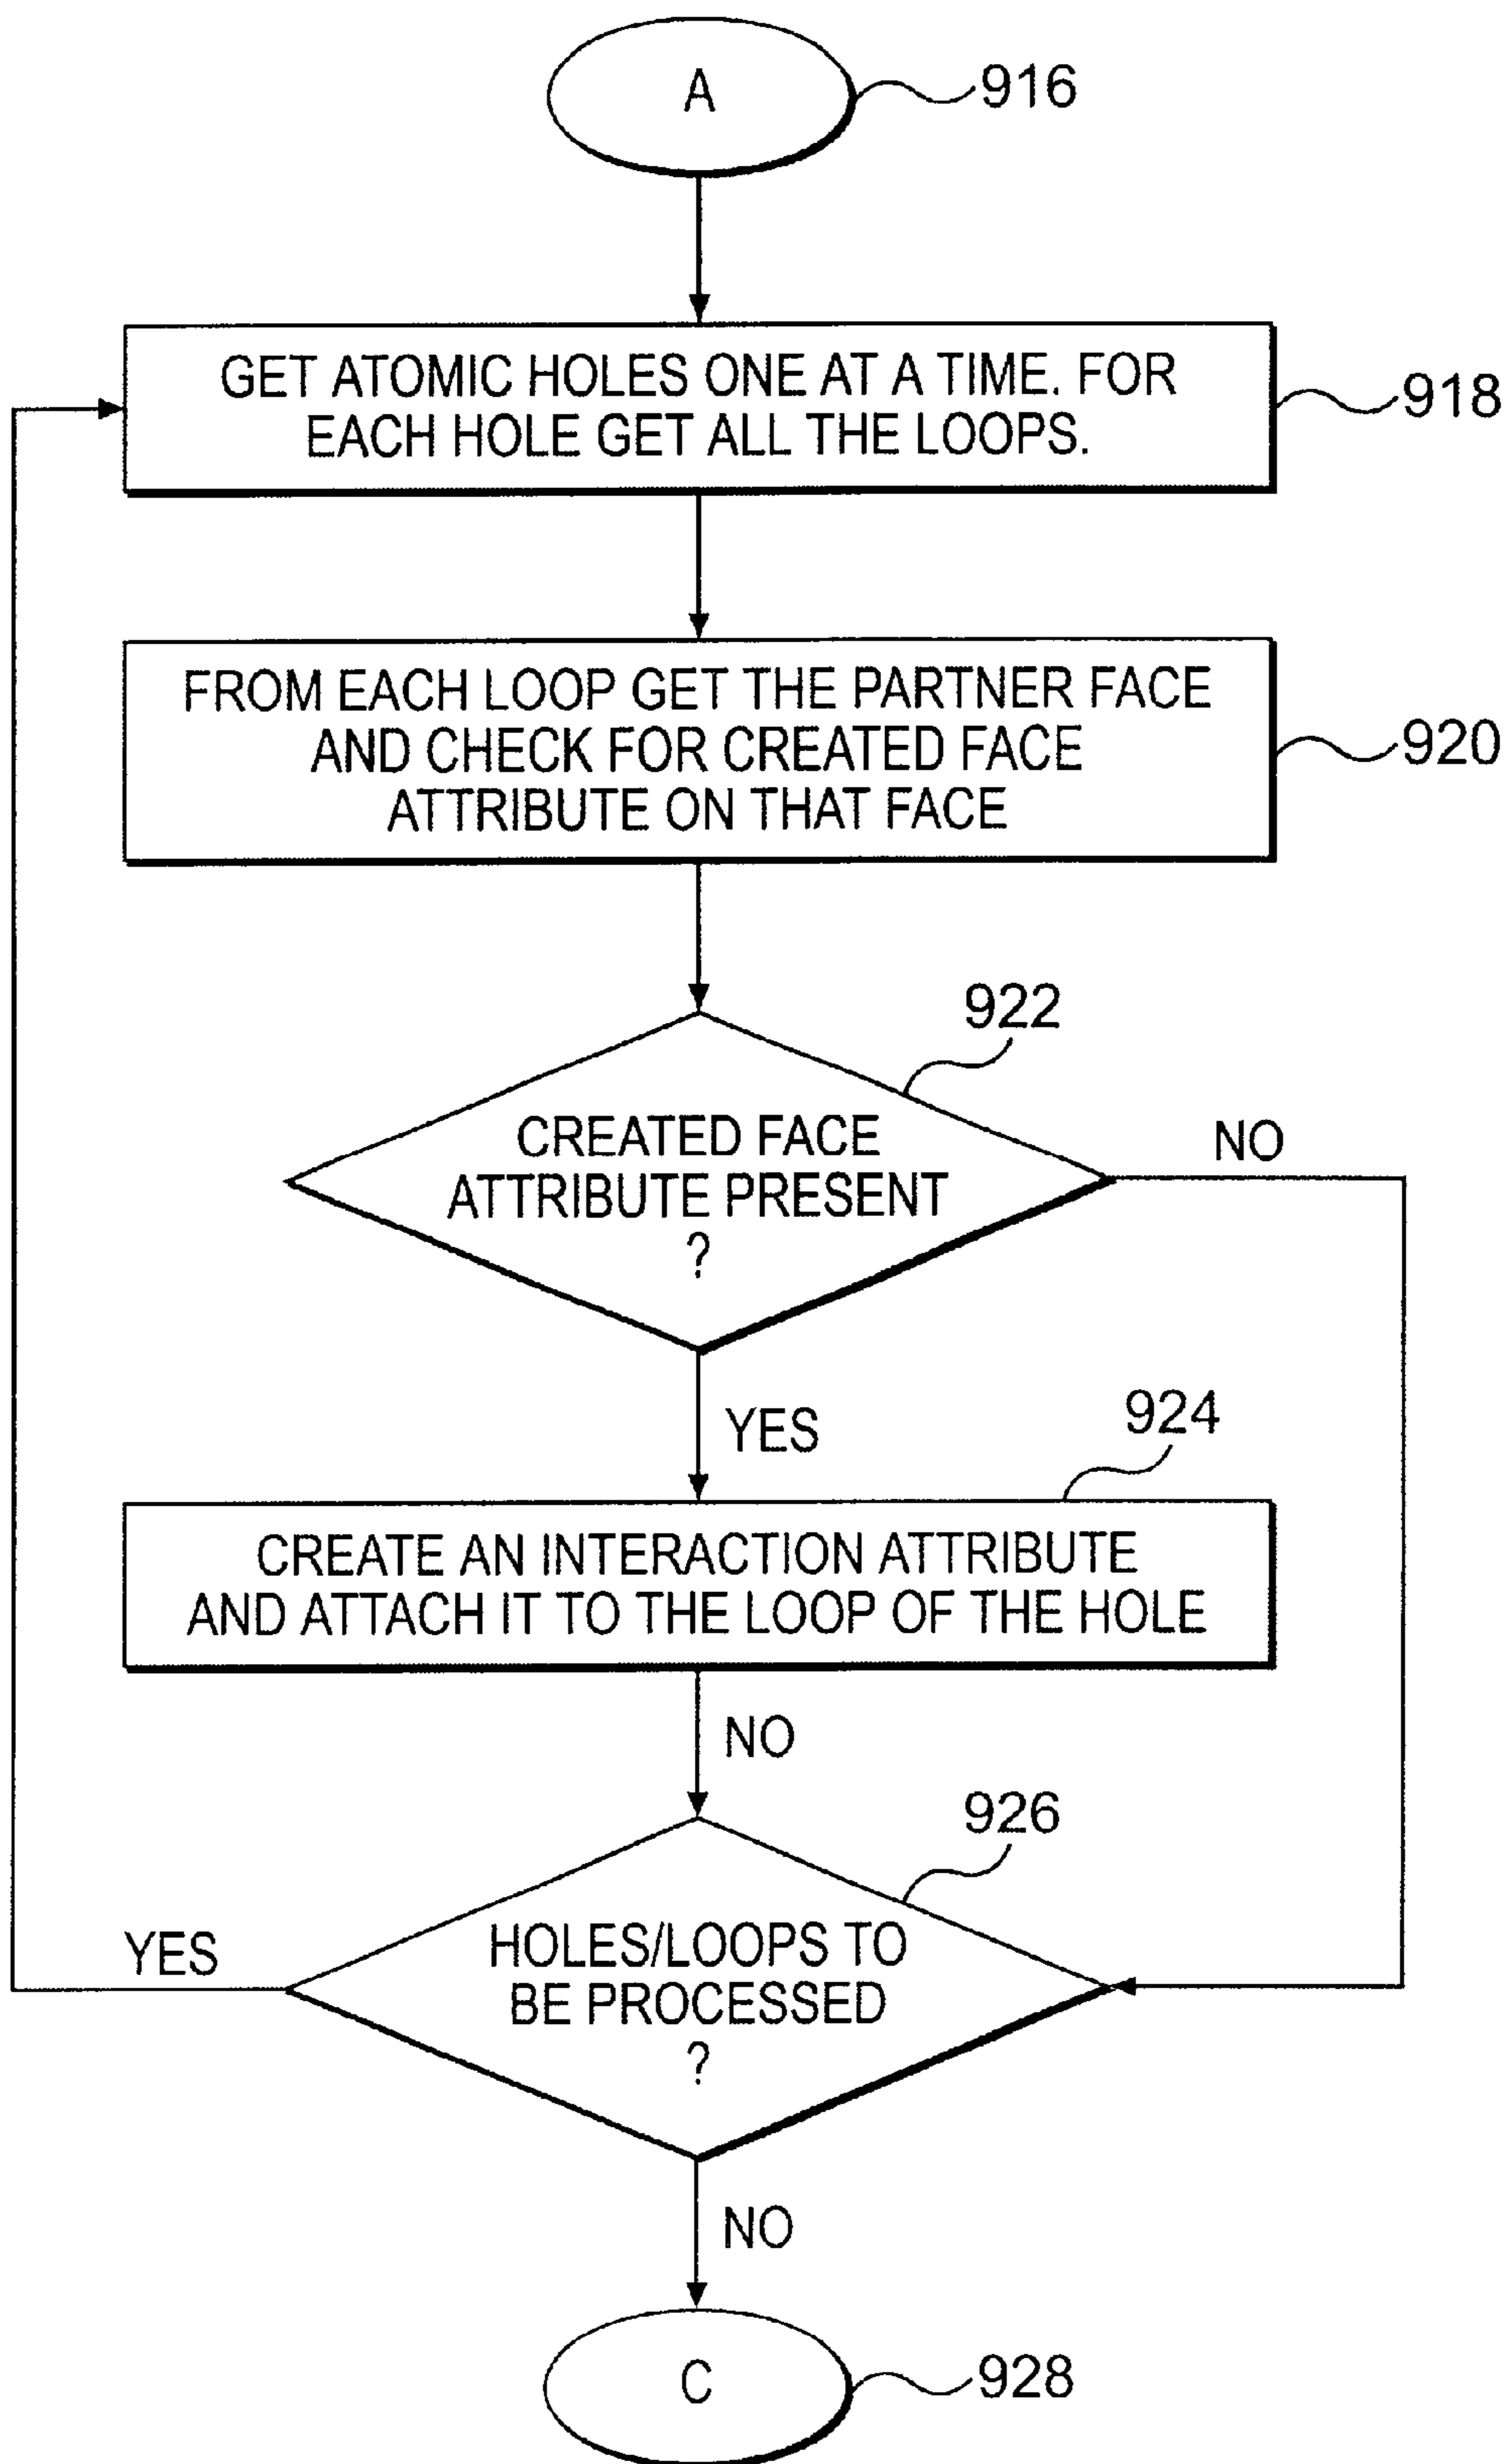 A
916
GET ATOMIC HOLES ONE AT A TIME. FOR
EACH HOLE GET ALL THE LOOPS.
918
FROM EACH LOOP GET THE PARTNER FACE
AND CHECK FOR CREATED FACE
ATTRIBUTE ON THAT FACE
920
922
CREATED FACE
ATTRIBUTE PRESENT
?
NO
YES
924
CREATE AN INTERACTION ATTRIBUTE
AND ATTACH IT TO THE LOOP OF THE HOLE
NO
926
HOLES/LOOPS TO
BE PROCESSED
?
YES
NO
C
928